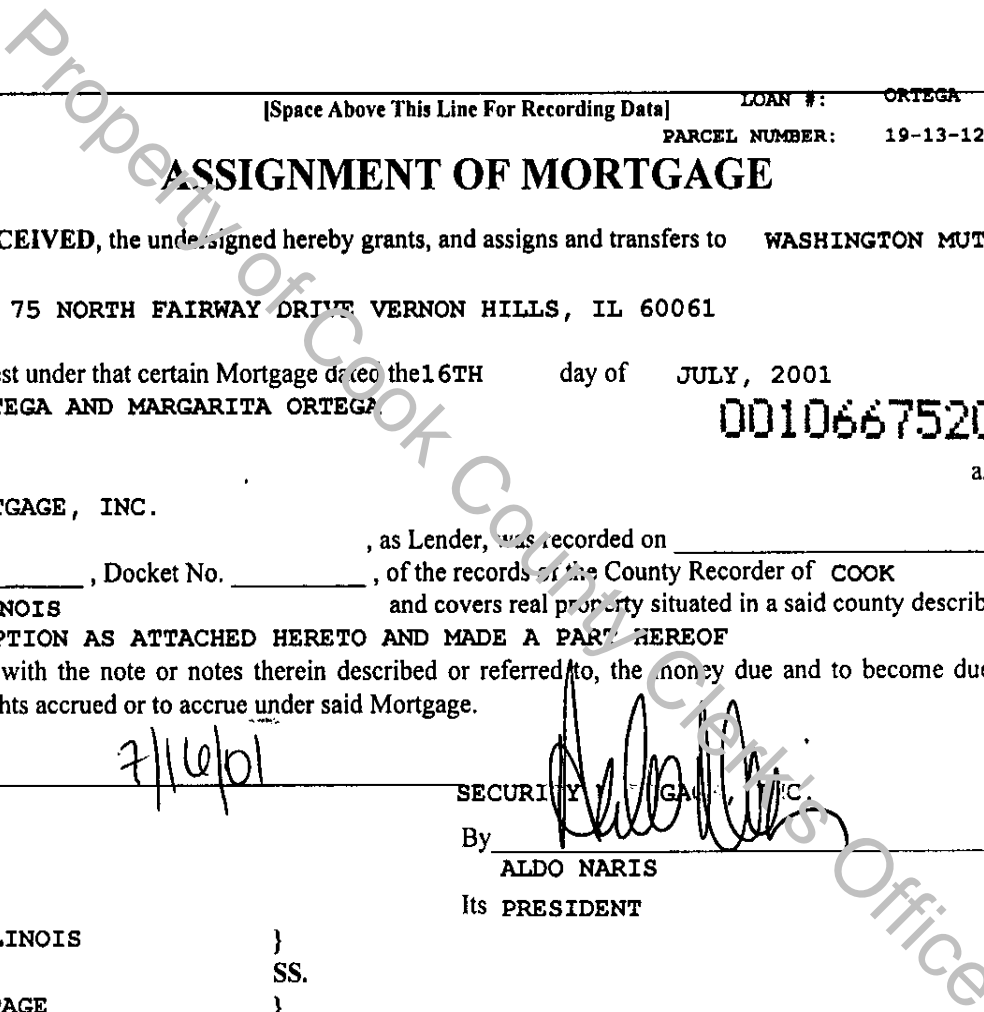 [Space Above This Line For Recording Data] LOAN #: ORTEGA
PARCEL NUMBER: 19-13-12
ASSIGNMENT OF MORTGAGE
CEIVED, the undersigned hereby grants, and assigns and transfers to WASHINGTON MUT
75 NORTH FAIRWAY DRIVE VERNON HILLS, IL 60061
est under that certain Mortgage dated the16TH day of JULY, 2001
TEGA AND MARGARITA ORTEGA
0010667520
a
TGAGE, INC.
, as Lender, was recorded on
, Docket No. , of the records of the County Recorder of COOK
NOIS and covers real property situated in a said county describ
PTION AS ATTACHED HERETO AND MADE A PART HEREOF
with the note or notes therein described or referred to, the money due and to become due
hts accrued or to accrue under said Mortgage.
7/16/01
SECURITY GAG , INC.
By
ALDO NARIS
Its PRESIDENT
LINOIS }
SS.
PAGE }
Property of Cook County Clerk's Office